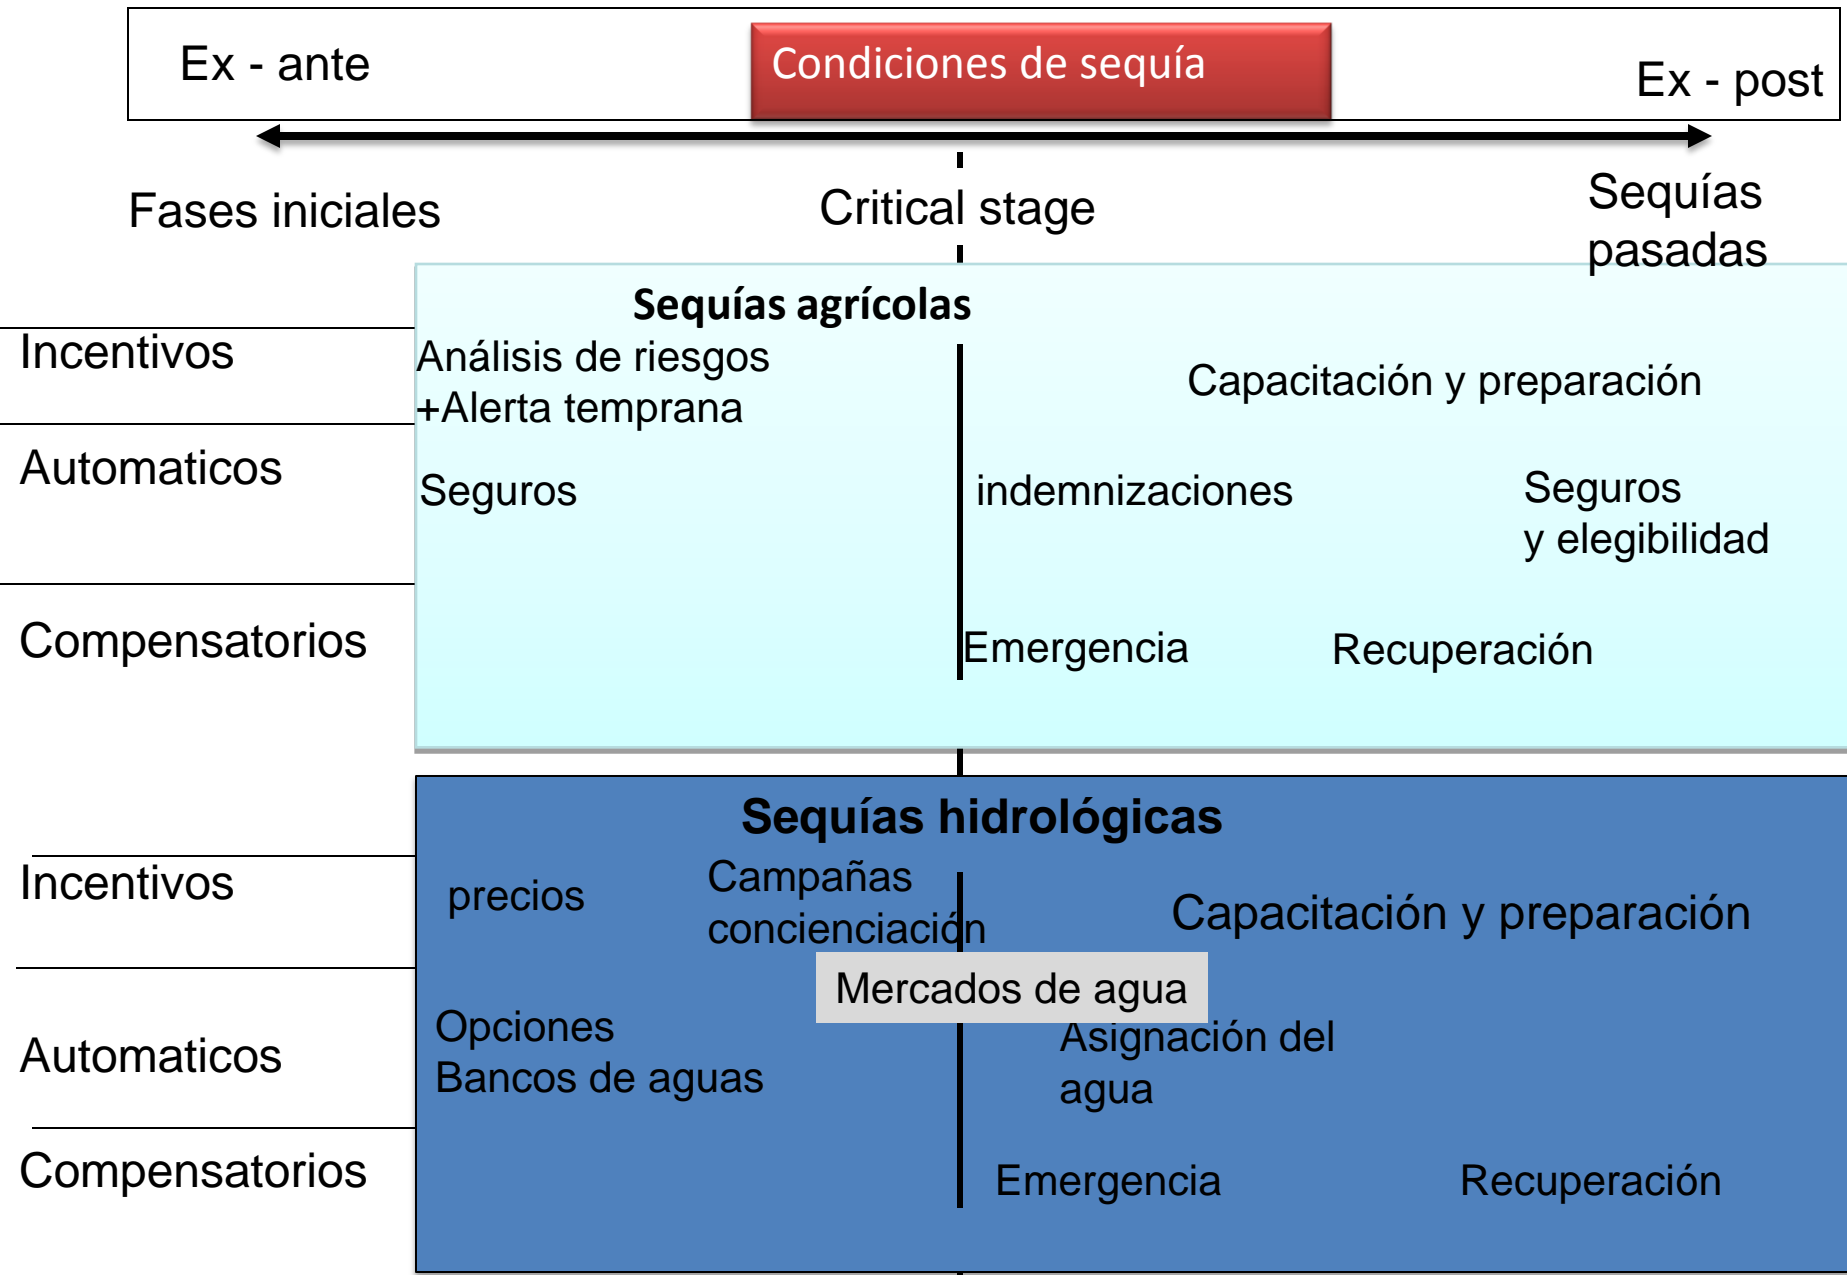 Ex - ante
Condiciones de sequía
Ex - post
Fases iniciales
Critical stage
Sequías
pasadas
Sequías agrícolas
Incentivos
Análisis de riesgos
+Alerta temprana
Capacitación y preparación
Automaticos
Seguros
indemnizaciones
Seguros
y elegibilidad
Compensatorios
Emergencia
Recuperación
Sequías hidrológicas
Incentivos
precios
Campañas
concienciación
Capacitación y preparación
Mercados de agua
Automaticos
Opciones
Bancos de aguas
Asignación del
agua
Compensatorios
Emergencia
Recuperación